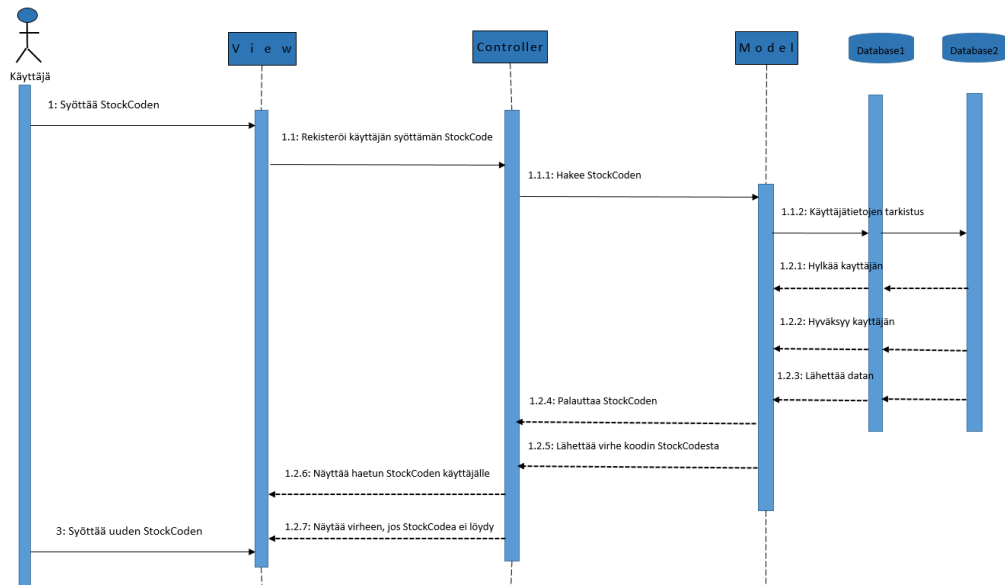 Käyttäjä
View
Controller
Model
Database1
Database2
1: Syöttää StockCoden
1.1: Rekisteröi käyttäjän syöttämän StockCode
1.1.1: Hakee StockCoden
1.1.2: Käyttäjätietojen tarkistus
1.2.1: Hylkää kayttäjän
1.2.2: Hyväksyy kayttäjän
1.2.3: Lähettää datan
1.2.4: Palauttaa StockCoden
1.2.5: Lähettää virhe koodin StockCodesta
1.2.6: Näyttää haetun StockCoden käyttäjälle
1.2.7: Näytää virheen, jos StockCodea ei löydy
3: Syöttää uuden StockCoden